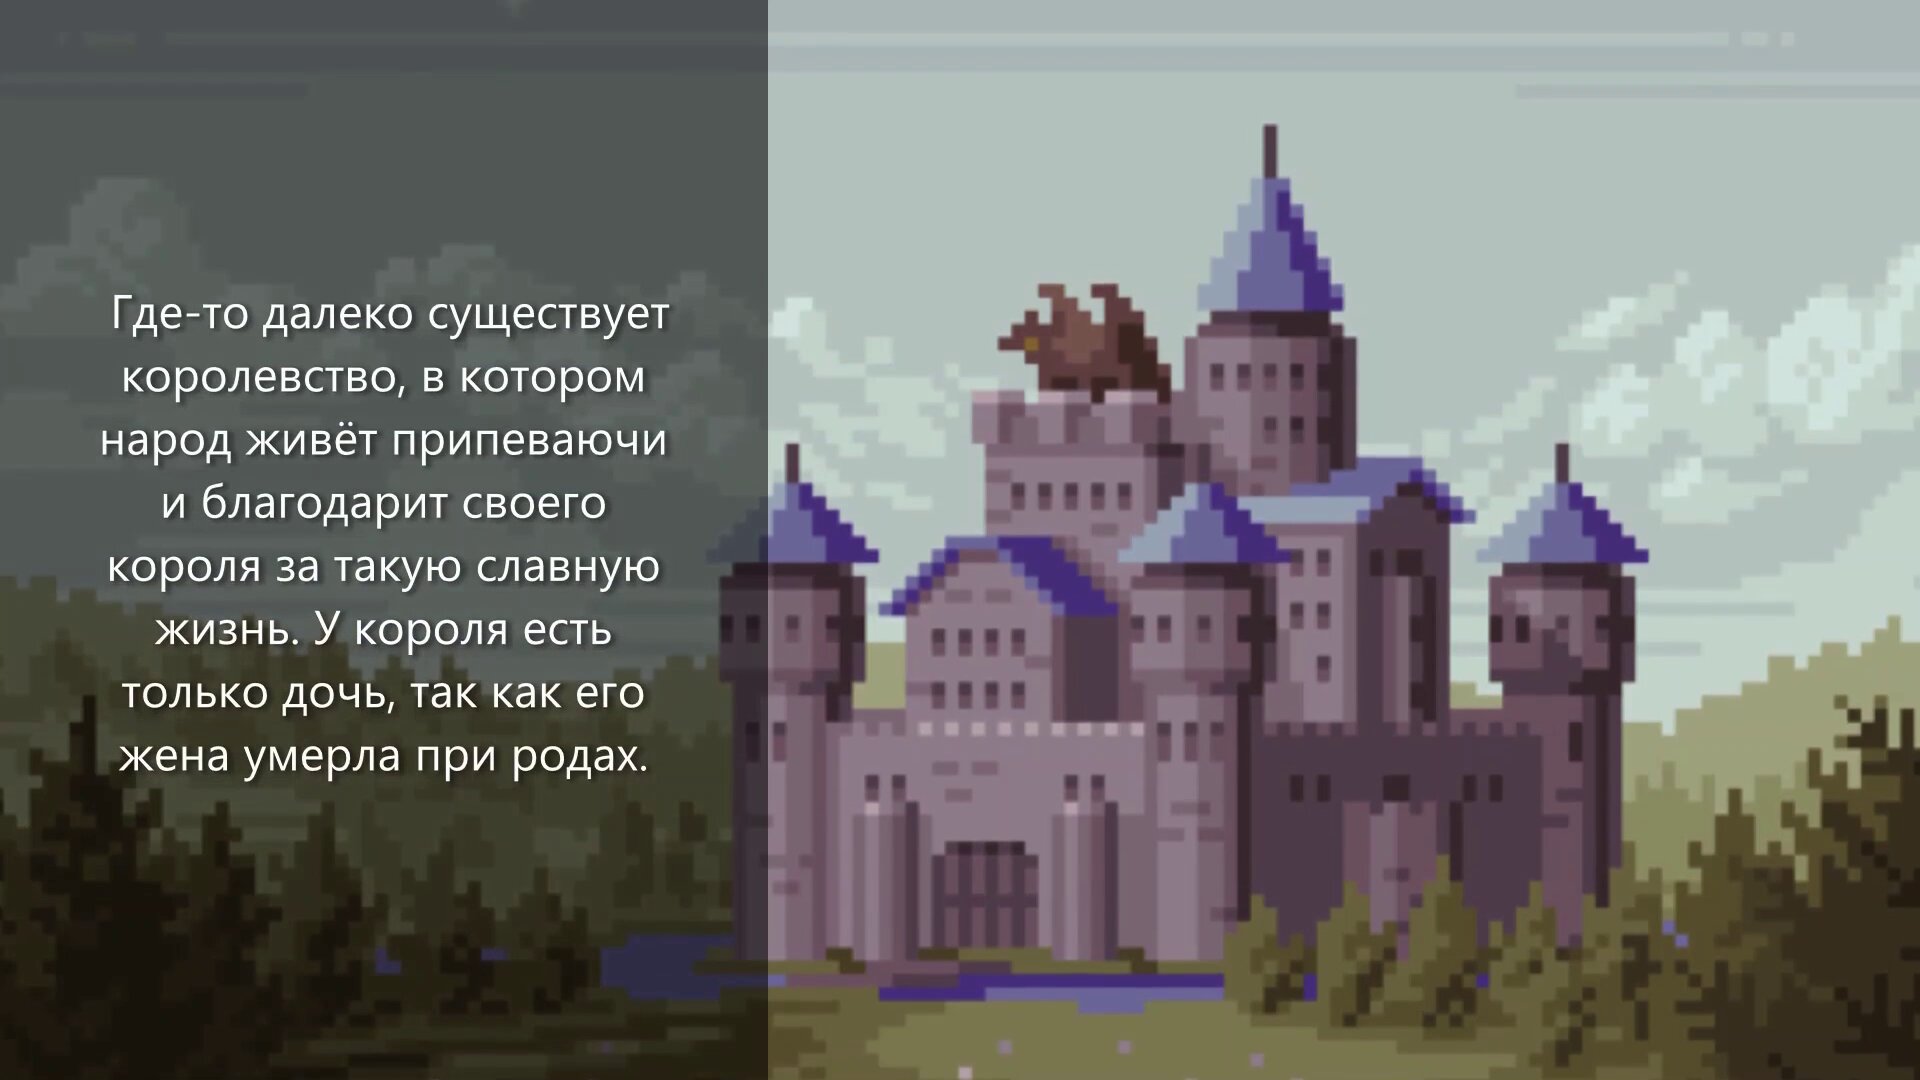 Где-то далеко существует
королевство, в котором
народ живёт припеваючи
и благодарит своего
короля за такую славную
жизнь. У короля есть
только дочь, так как его
жена умерла при родах.